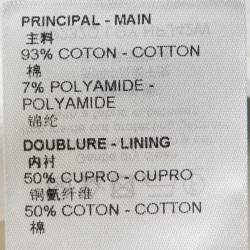 PRINCIPAL - MAIN
主料
93% COTON - COTTON
棉
7% POLYAMIDE -
POLYAMIDE
锦纶
DOUBLURE - LINING
内衬
50% CUPRO - CUPRO
铜氨纤维
50% COTON - COTTON
棉